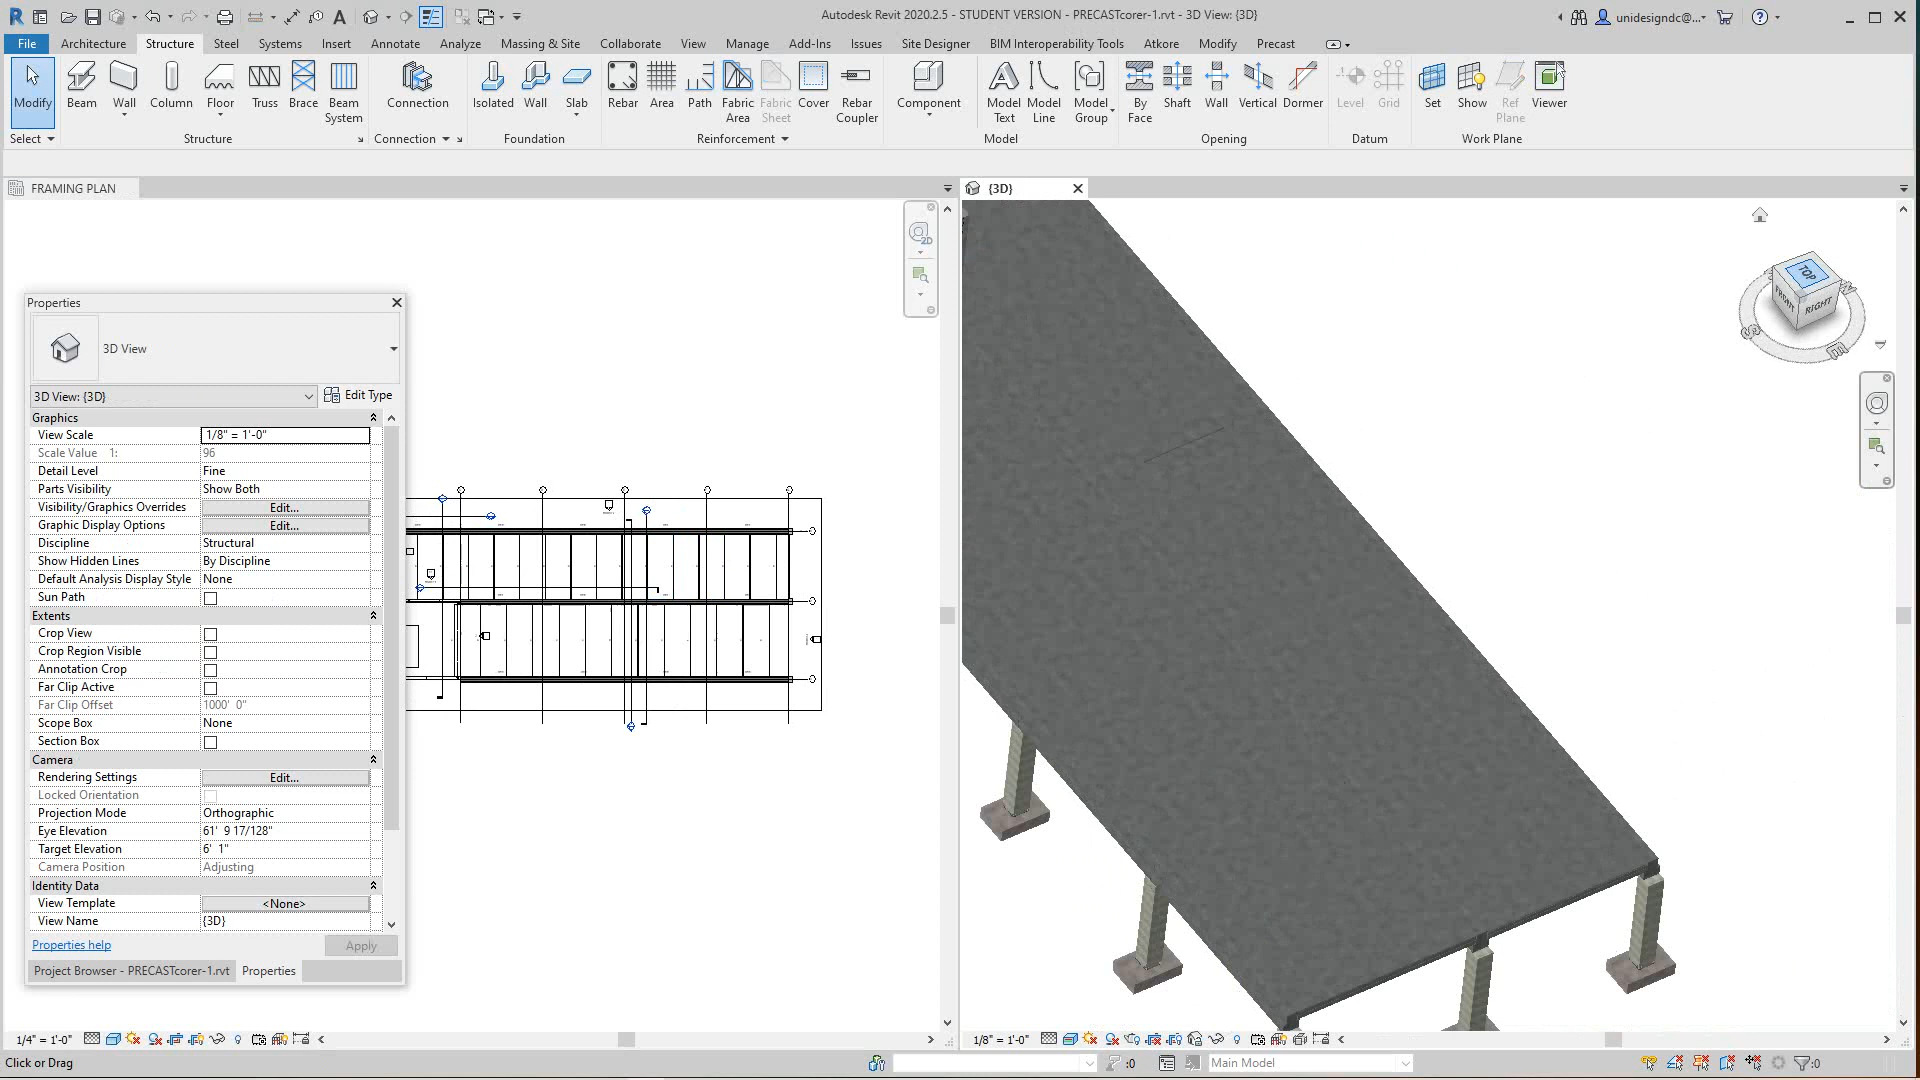 Autodesk Revit 2020.2.5 - STUDENT VERSION - PRECASTcorer-1.rvt - 3D View: {3D}
unidesigndc@...
File Architecture Structure Steel Systems Insert Annotate Analyze Massing & Site Collaborate View Manage Add-Ins Issues Site Designer BIM Interoperability Tools Atkore Modify Precast
Modify Beam Wall Column Floor Truss Brace Beam System Connection Isolated Wall Slab Rebar Area Path Fabric Area Fabric Sheet Cover Rebar Coupler Component Model Text Model Line Model Group By Face Shaft Wall Vertical Dormer Level Grid Set Show Ref Plane Viewer
Select Structure Connection Foundation Reinforcement Model Opening Datum Work Plane
FRAMING PLAN
{3D}
2D
TOP
FRONT
RIGHT
S
E
Properties
3D View
3D View: {3D}
Edit Type
Graphics
View Scale 1/8" = 1'-0"
Scale Value 1: 96
Detail Level Fine
Parts Visibility Show Both
Visibility/Graphics Overrides Edit...
Graphic Display Options Edit...
Discipline Structural
Show Hidden Lines By Discipline
Default Analysis Display Style None
Sun Path
Extents
Crop View
Crop Region Visible
Annotation Crop
Far Clip Active
Far Clip Offset 1000' 0"
Scope Box None
Section Box
Camera
Rendering Settings Edit...
Locked Orientation
Projection Mode Orthographic
Eye Elevation 61' 9 17/128"
Target Elevation 6' 1"
Camera Position Adjusting
Identity Data
View Template <None>
View Name {3D}
Properties help
Apply
Project Browser - PRECASTcorer-1.rvt Properties
1/4" = 1'-0"
1/8" = 1'-0"
Click or Drag
:0
Main Model
:0